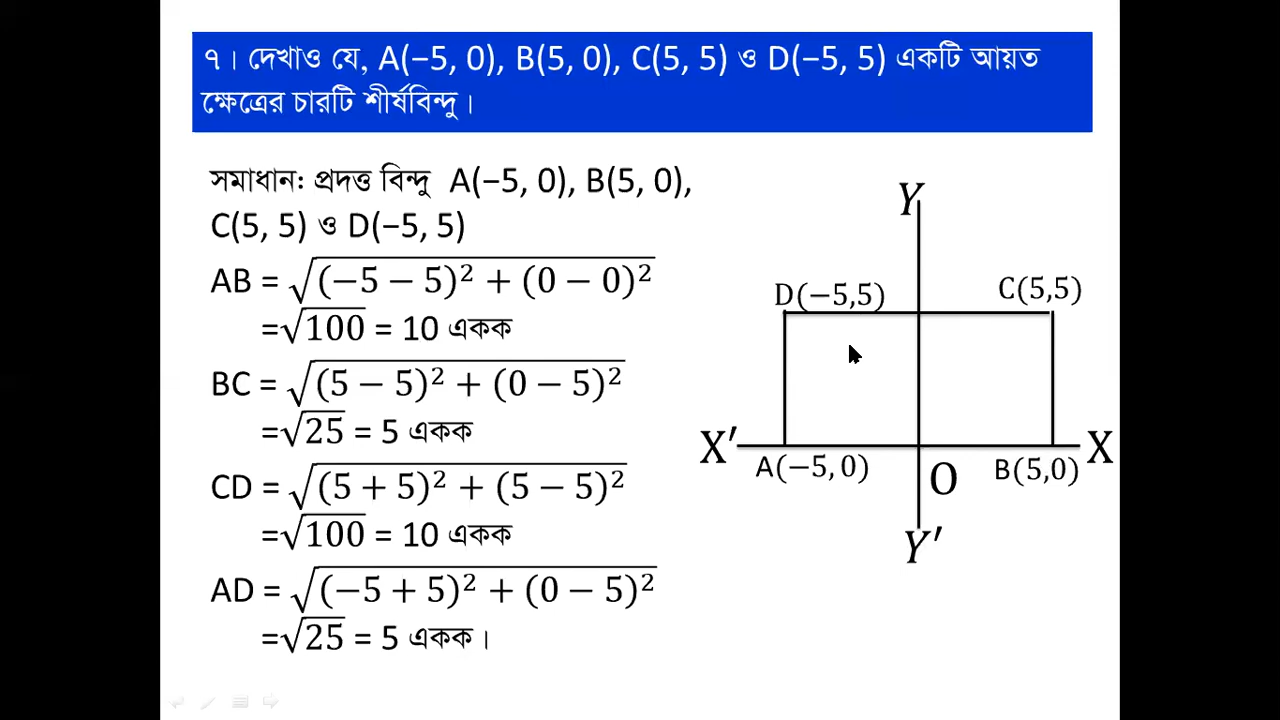 ৭। দেখাও যে, A(−5, 0), B(5, 0), C(5, 5) ও D(−5, 5) একটি আয়ত
ক্ষেত্রের চারটি শীর্ষবিন্দু।
সমাধানঃ প্রদত্ত বিন্দু A(−5, 0), B(5, 0),
C(5, 5) ও D(−5, 5)
AB = √(−5 − 5)² + (0 − 0)²
=√100 = 10 একক
BC = √(5 − 5)² + (0 − 5)²
=√25 = 5 একক
CD = √(5 + 5)² + (5 − 5)²
=√100 = 10 একক
AD = √(−5 + 5)² + (0 − 5)²
=√25 = 5 একক।
Y
D(−5,5) C(5,5)
X′ X
A(−5,0) O B(5,0)
Y′